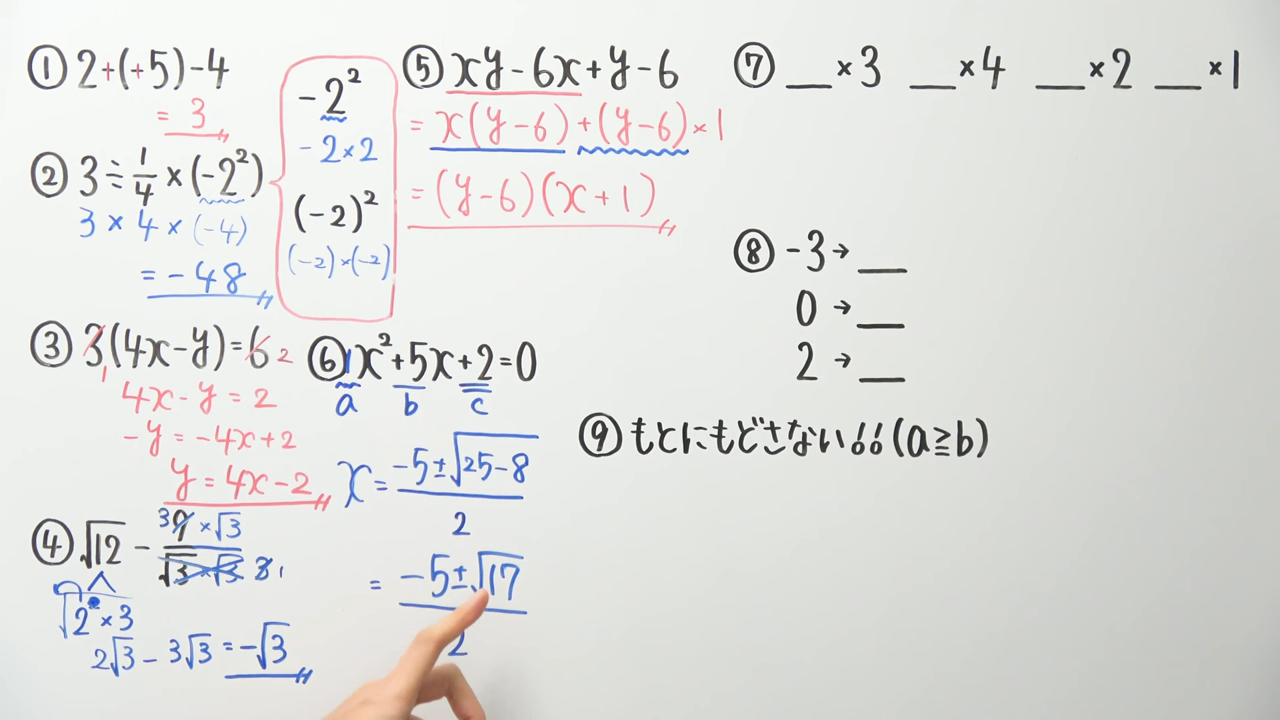 ① 2+(+5)-4
= 3
② 3÷1/4×(-2²)
3 × 4 × (-4)
= -48
-2²
-2×2
(-2)²
(-2)×(-2)
③ 3(4x-y)=6 2
1
4x-y=2
-y=-4x+2
y=4x-2
④ √12 - 9×√3/√3×√3
3
3 1
√2²×3
2√3-3√3=-√3
⑤ xy-6x+y-6
= x(y-6)+(y-6)×1
= (y-6)(x+1)
⑥ 1x²+5x+2=0
a b c
x= -5±√25-8 / 2
= -5±√17 / 2
⑦ __×3 __×4 __×2 __×1
⑧ -3→__
0→__
2→__
⑨ もとにもどさない!!(a≧b)